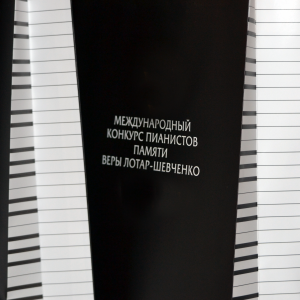 МЕЖДУНАРОДНЫЙ
КОНКУРС ПИАНИСТОВ
ПАМЯТИ
ВЕРЫ ЛОТАР-ШЕВЧЕНКО